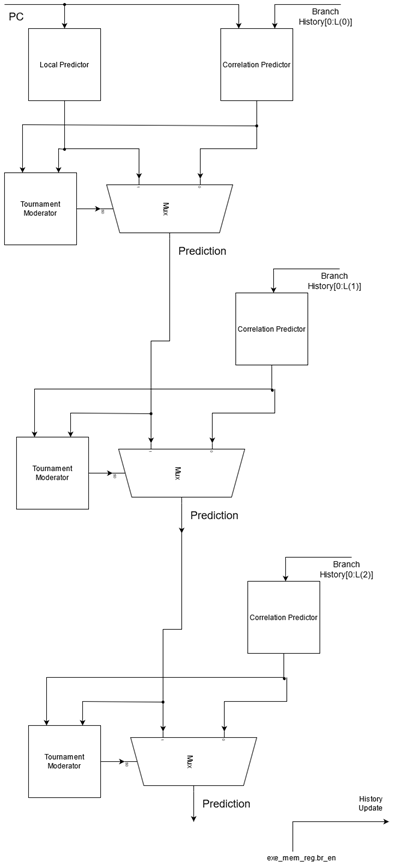 PC
Branch
History[0:L(0)]
Local Predictor
Correlation Predictor
Tournament
Moderator
Mux
Prediction
Branch
History[0:L(1)]
Correlation Predictor
Tournament
Moderator
Mux
Prediction
Branch
History[0:L(2)]
Correlation Predictor
Tournament
Moderator
Mux
Prediction
History
Update
exe_mem_reg.br_en